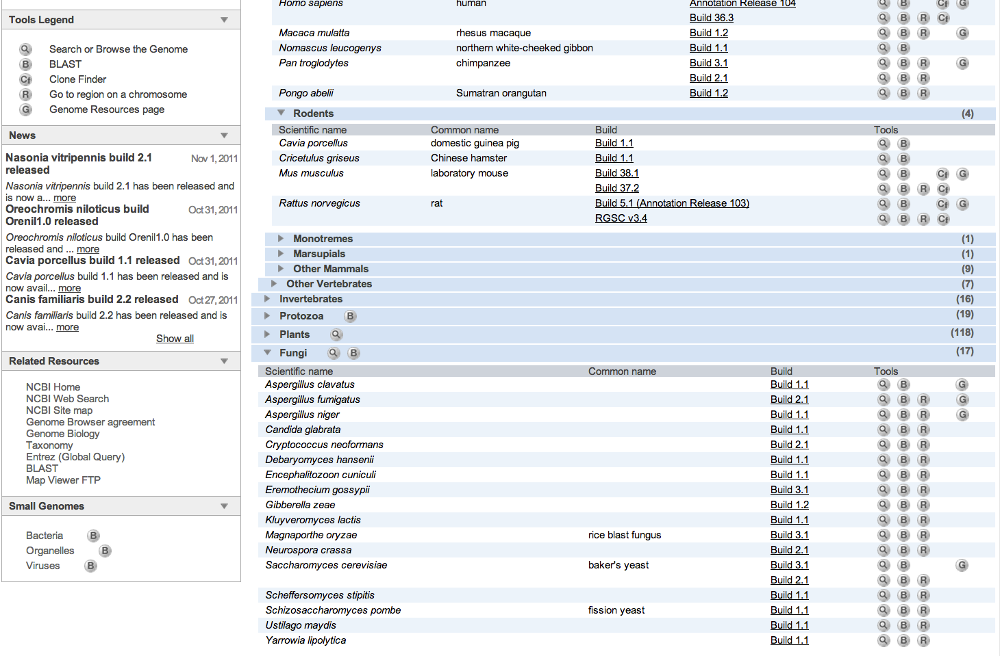 Tools Legend
Search or Browse the Genome
B BLAST
Cf Clone Finder
R Go to region on a chromosome
G Genome Resources page
News
Nasonia vitripennis build 2.1 released Nov 1, 2011
Nasonia vitripennis build 2.1 has been released and
is now a... more
Oreochromis niloticus build Oct 31, 2011
Orenil1.0 released
Oreochromis niloticus build Orenil1.0 has been
released and ... more
Cavia porcellus build 1.1 released Oct 31, 2011
Cavia porcellus build 1.1 has been released and is
now avail... more
Canis familiaris build 2.2 released Oct 27, 2011
Canis familiaris build 2.2 has been released and is
now avai... more
Show all
Related Resources
NCBI Home
NCBI Web Search
NCBI Site map
Genome Browser agreement
Genome Biology
Taxonomy
Entrez (Global Query)
BLAST
Map Viewer FTP
Small Genomes
Bacteria B
Organelles B
Viruses B
Homo sapiens human Annotation Release 104 B Cf G
Build 36.3 B R Cf
Macaca mulatta rhesus macaque Build 1.2 B R G
Nomascus leucogenys northern white-cheeked gibbon Build 1.1 B
Pan troglodytes chimpanzee Build 3.1 B R G
Build 2.1 B R
Pongo abelii Sumatran orangutan Build 1.2 B R
Rodents (4)
Scientific name Common name Build Tools
Cavia porcellus domestic guinea pig Build 1.1 B
Cricetulus griseus Chinese hamster Build 1.1 B
Mus musculus laboratory mouse Build 38.1 B Cf G
Build 37.2 B R Cf
Rattus norvegicus rat Build 5.1 (Annotation Release 103) B Cf G
RGSC v3.4 B R Cf
Monotremes (1)
Marsupials (1)
Other Mammals (9)
Other Vertebrates (7)
Invertebrates (16)
Protozoa B (19)
Plants (118)
Fungi B (17)
Scientific name Common name Build Tools
Aspergillus clavatus Build 1.1 B G
Aspergillus fumigatus Build 2.1 B R G
Aspergillus niger Build 1.1 B R G
Candida glabrata Build 1.1 B R
Cryptococcus neoformans Build 2.1 B R
Debaryomyces hansenii Build 1.1 B R
Encephalitozoon cuniculi Build 1.1 B R
Eremothecium gossypii Build 3.1 B R
Gibberella zeae Build 1.2 B R
Kluyveromyces lactis Build 1.1 B R
Magnaporthe oryzae rice blast fungus Build 3.1 B R
Neurospora crassa Build 2.1 B R
Saccharomyces cerevisiae baker's yeast Build 3.1 B G
Build 2.1 B R
Scheffersomyces stipitis Build 1.1 B R
Schizosaccharomyces pombe fission yeast Build 1.1 B R
Ustilago maydis Build 1.1 B R
Yarrowia lipolytica Build 1.1 B R